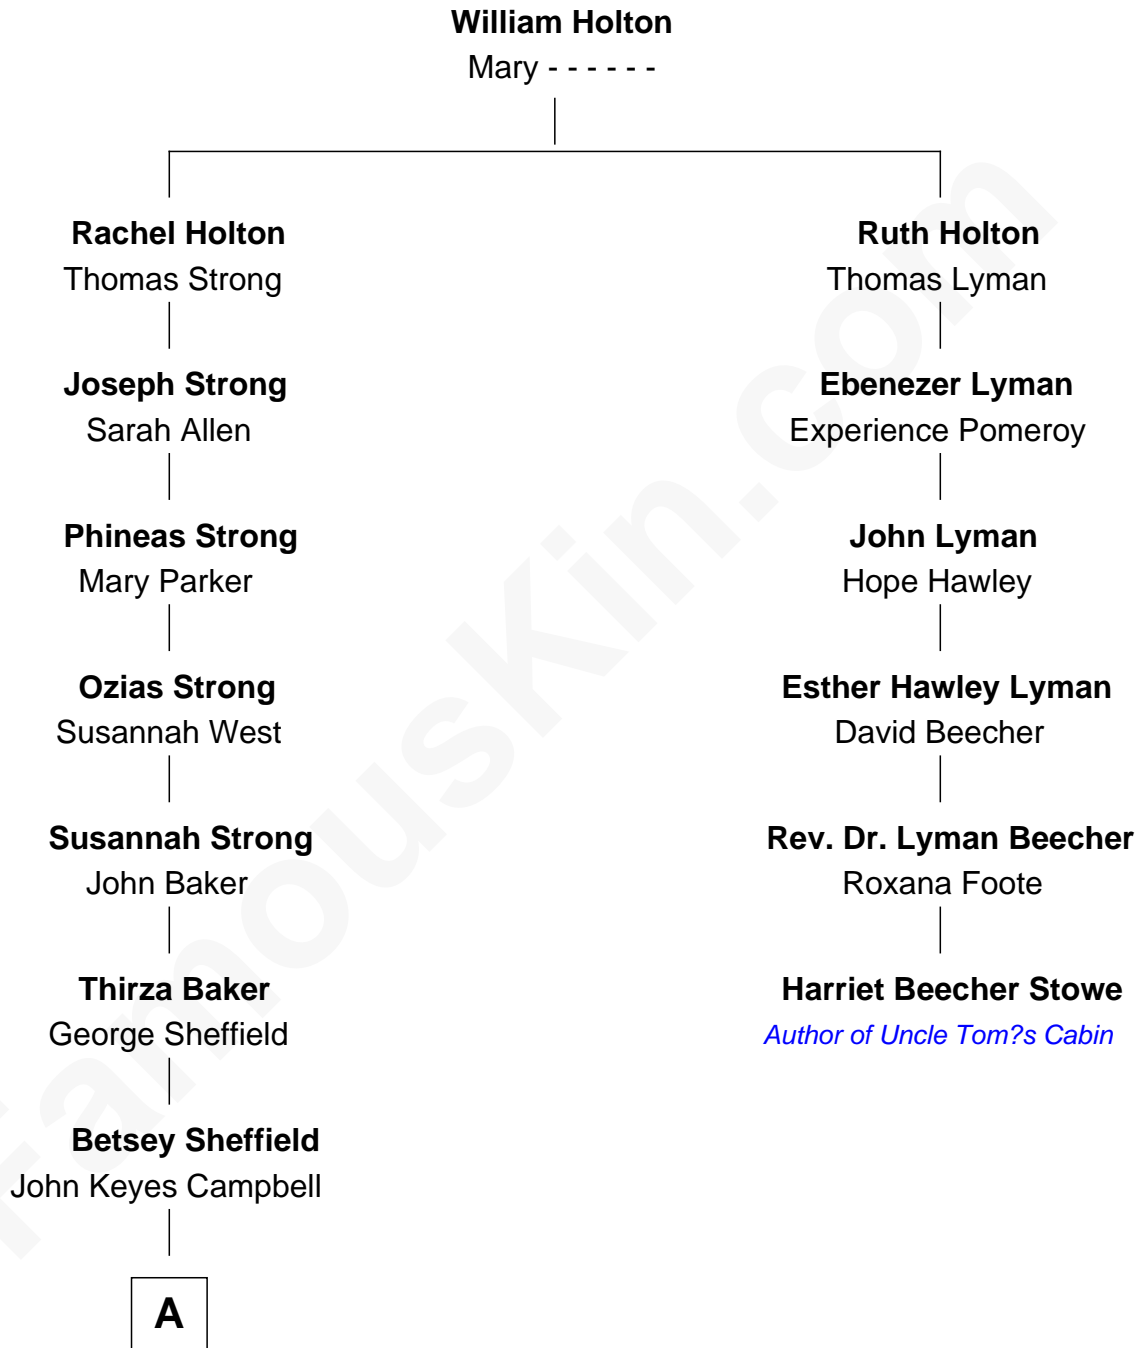 William Holton
Mary - - - - - -
Rachel Holton
Thomas Strong
Ruth Holton
Thomas Lyman
Joseph Strong
Sarah Allen
Ebenezer Lyman
Experience Pomeroy
Phineas Strong
Mary Parker
John Lyman
Hope Hawley
Ozias Strong
Susannah West
Esther Hawley Lyman
David Beecher
Susannah Strong
John Baker
Rev. Dr. Lyman Beecher
Roxana Foote
Thirza Baker
George Sheffield
Harriet Beecher Stowe
Author of Uncle Tom?s Cabin
Betsey Sheffield
John Keyes Campbell
A
FamousKin.com